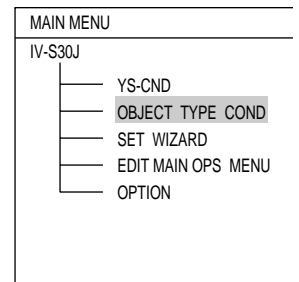 MAIN MENU
IV-S30J
YS-CND
OBJECT TYPE COND
SET WIZARD
EDIT MAIN OPS MENU
OPTION